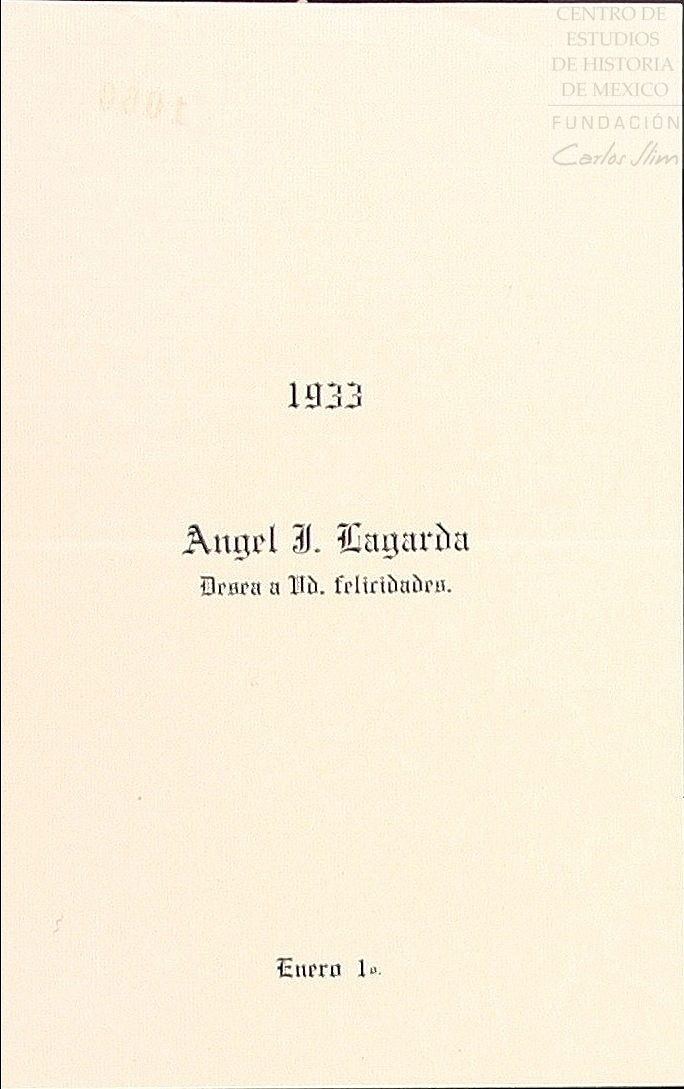 CENTRO DE
ESTUDIOS
DE HISTORIA
DE MEXICO
FUNDACIÓN
Carlos Slim
1933
Angel J. Lagarda
Desea a Ud. felicidades.
Enero 1o.